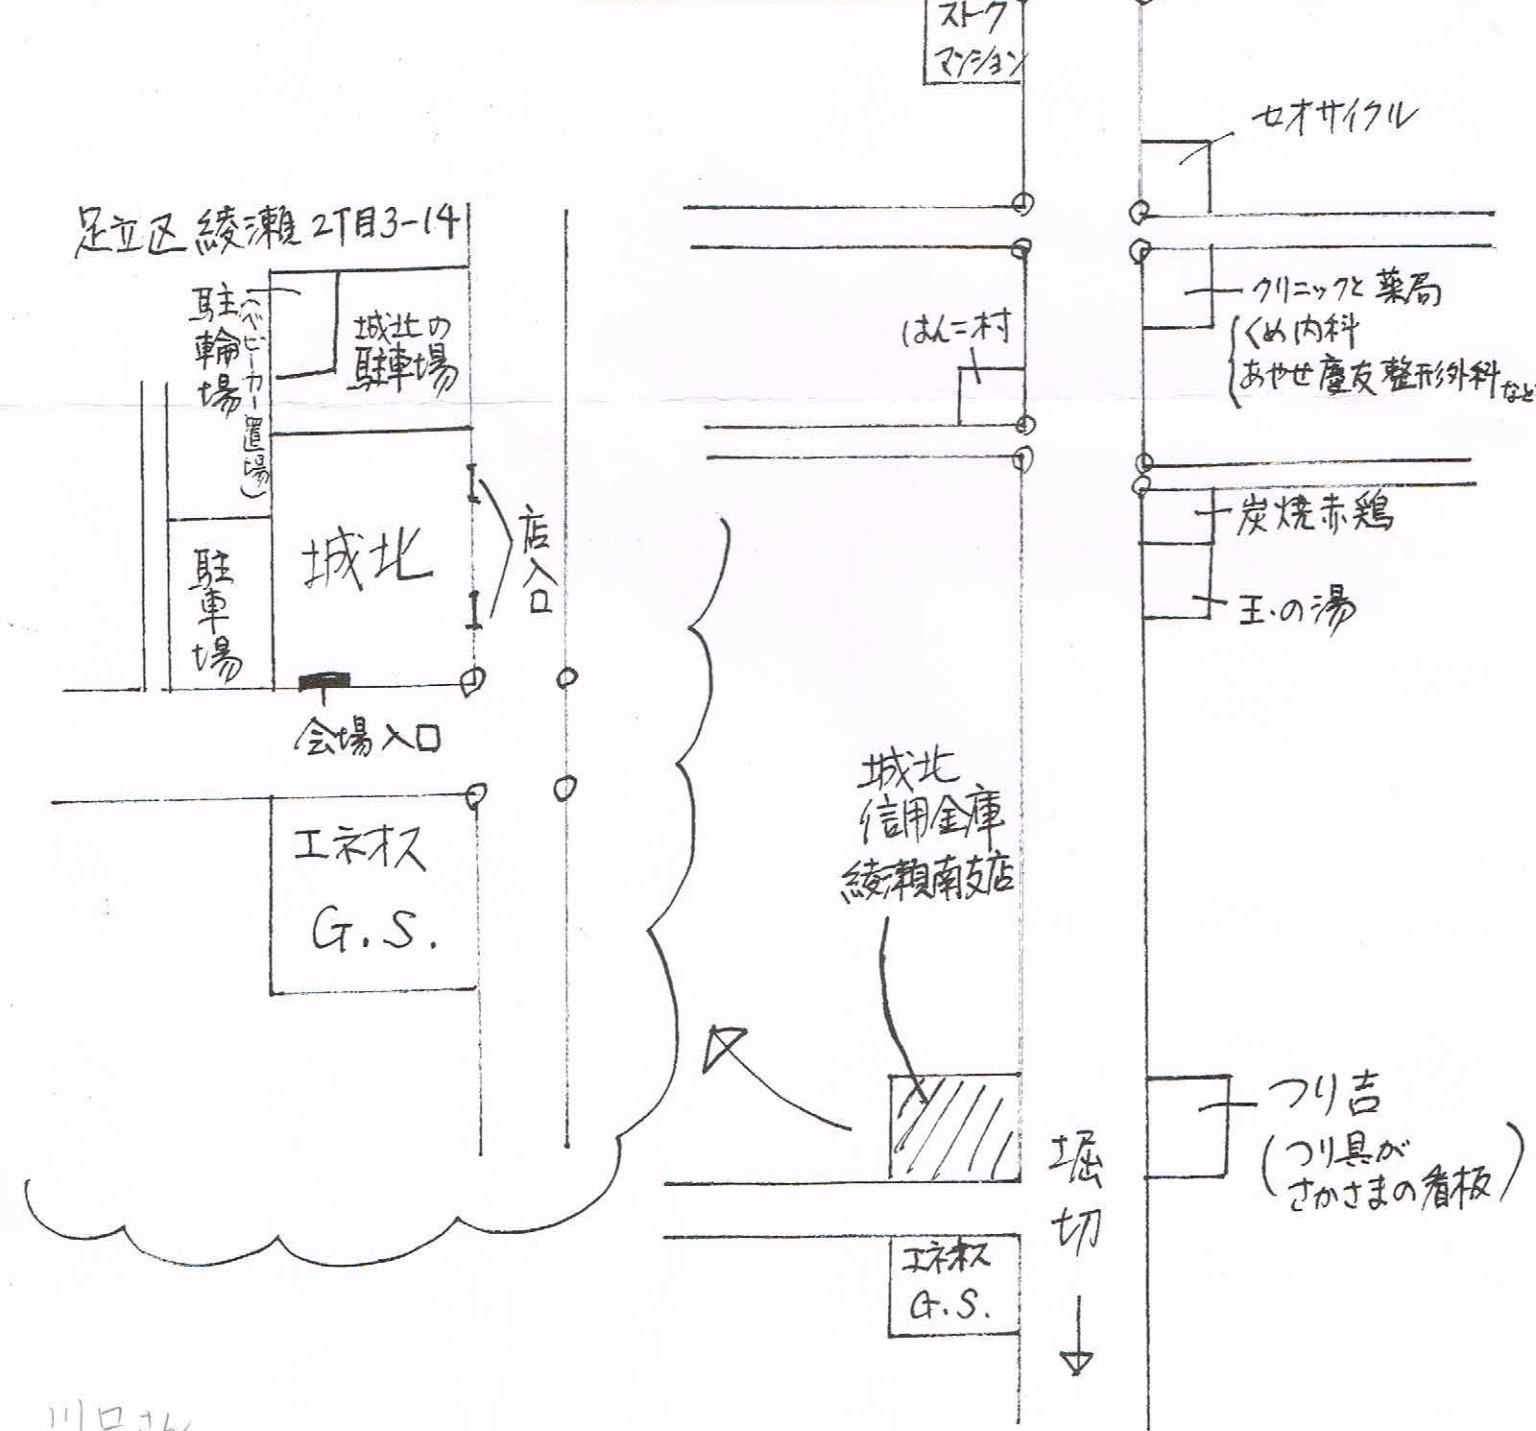 ストーク
マンション
セオサイクル
足立区綾瀬2丁目3-14
駐輪場
(ベビーカー置場)
城北の
駐車場
はんこ村
クリニックと薬局
くめ内科
あやせ慶友整形外科など
駐車場
城北
店入口
炭焼赤鶏
玉の湯
会場入口
エネオス
G.S.
城北
信用金庫
綾瀬南支店
つり吉
(つり具が
さかさまの看板)
堀切
エネオス
G.S.
川口さん